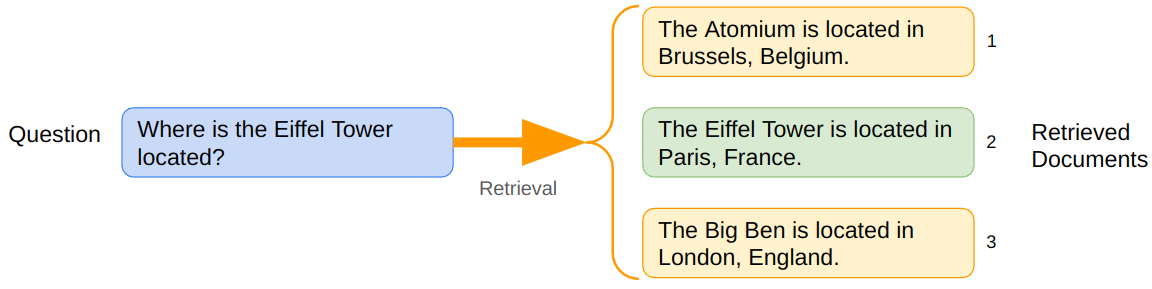 Question
Where is the Eiffel Tower
located?
Retrieval
The Atomium is located in
Brussels, Belgium.
1
The Eiffel Tower is located in
Paris, France.
2
The Big Ben is located in
London, England.
3
Retrieved
Documents